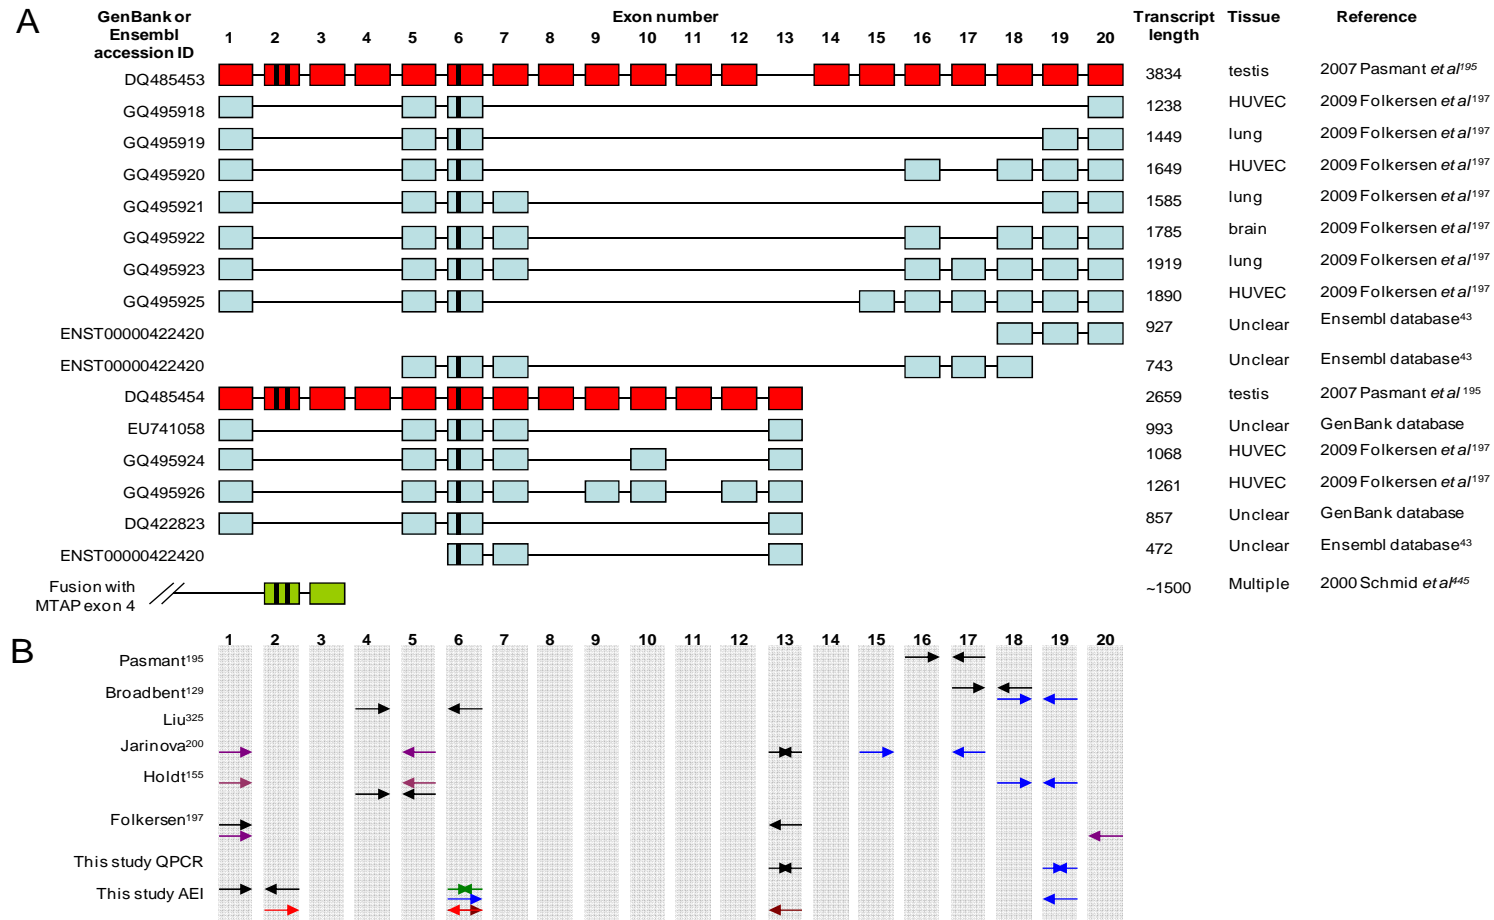 A
GenBank or Ensembl accession ID
Exon number
Transcript length
Tissue
Reference
1 2 3 4 5 6 7 8 9 10 11 12 13 14 15 16 17 18 19 20
DQ485453 3834 testis 2007 Pasmant et al195
GQ495918 1238 HUVEC 2009 Folkersen et al197
GQ495919 1449 lung 2009 Folkersen et al197
GQ495920 1649 HUVEC 2009 Folkersen et al197
GQ495921 1585 lung 2009 Folkersen et al197
GQ495922 1785 brain 2009 Folkersen et al197
GQ495923 1919 lung 2009 Folkersen et al197
GQ495925 1890 HUVEC 2009 Folkersen et al197
ENST00000422420 927 Unclear Ensembl database43
ENST00000422420 743 Unclear Ensembl database43
DQ485454 2659 testis 2007 Pasmant et al195
EU741058 993 Unclear GenBank database
GQ495924 1068 HUVEC 2009 Folkersen et al197
GQ495926 1261 HUVEC 2009 Folkersen et al197
DQ422823 857 Unclear GenBank database
ENST00000422420 472 Unclear Ensembl database43
Fusion with MTAP exon 4 ~1500 Multiple 2000 Schmid et al445
B
1 2 3 4 5 6 7 8 9 10 11 12 13 14 15 16 17 18 19 20
Pasmant195
Broadbent129
Liu325
Jarinova200
Holdt155
Folkersen197
This study QPCR
This study AEI